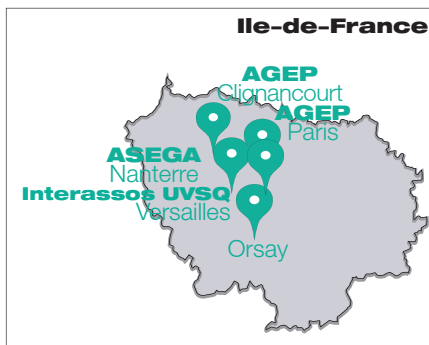 Ile-de-France
AGEP
Clignancourt
AGEP
Paris
ASEGA
Nanterre
Interassos UVSQ
Versailles
Orsay